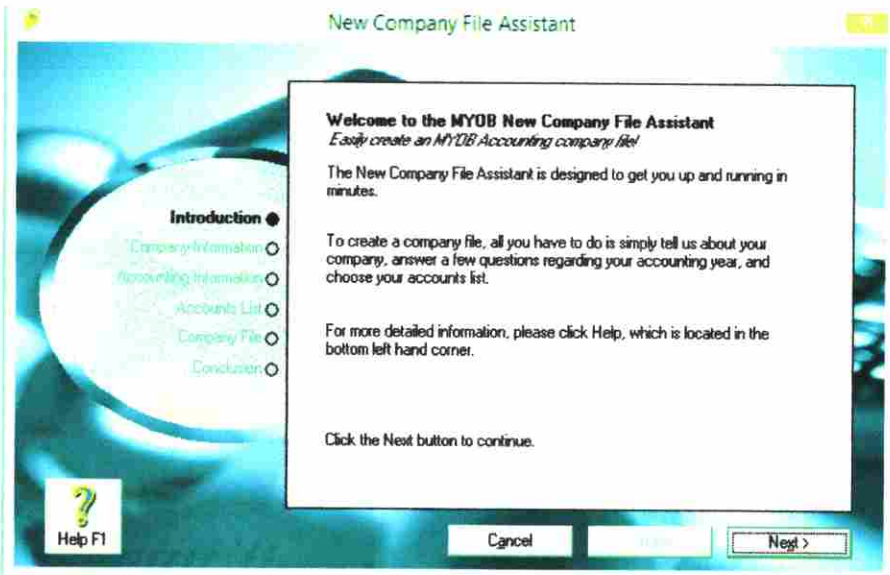 New Company File Assistant
Welcome to the MYOB New Company File Assistant
Easily create an MYOB Accounting company file!
The New Company File Assistant is designed to get you up and running in
minutes.
To create a company file, all you have to do is simply tell us about your
company, answer a few questions regarding your accounting year, and
choose your accounts list.
For more detailed information, please click Help, which is located in the
bottom left hand corner.
Click the Next button to continue.
Introduction
Company Information
Accounting Information
Accounts List
Company File
Conclusion
Help F1
Cancel
Next >